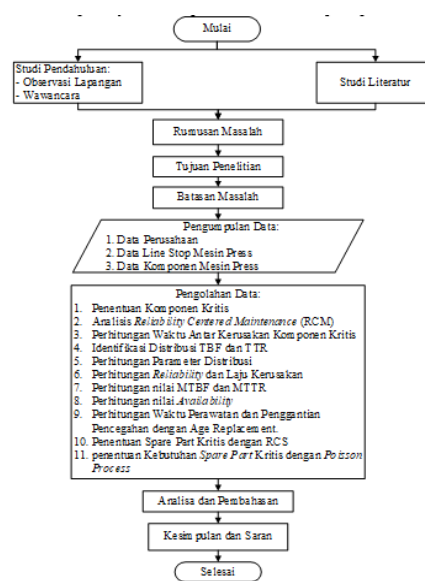 Mulai
Studi Pendahuluan:
- Observasi Lapangan
- Wawancara
Studi Literatur
Rumusan Masalah
Tujuan Penelitian
Batasan Masalah
Pengumpulan Data:
1. Data Perusahaan
2. Data Line Stop Mesin Press
3. Data Komponen Mesin Press
Pengolahan Data:
1. Penentuan Komponen Kritis
2. Analisis Reliability Centered Maintenance (RCM)
3. Perhitungan Waktu Antar Kerusakan Komponen Kritis
4. Identifikasi Distribusi TBF dan TTR
5. Perhitungan Parameter Distribusi
6. Perhitungan Reliability dan Laju Kerusakan
7. Perhitungan nilai MTBF dan MTTR
8. Perhitungan nilai Availability
9. Perhitungan Waktu Perawatan dan Penggantian
Pencegahan dengan Age Replacement.
10. Penentuan Spare Part Kritis dengan RCS
11. penentuan Kebutuhan Spare Part Kritis dengan Poisson
Process
Analisa dan Pembahasan
Kesimpulan dan Saran
Selesai